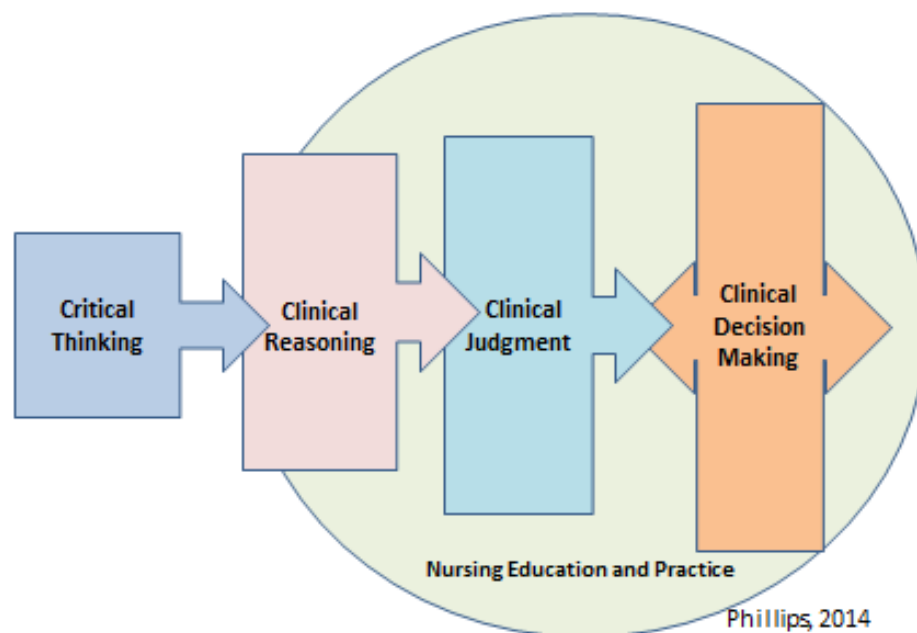 Critical
Thinking
Clinical
Reasoning
Clinical
Judgment
Clinical
Decision
Making
Nursing Education and Practice
Phillips, 2014